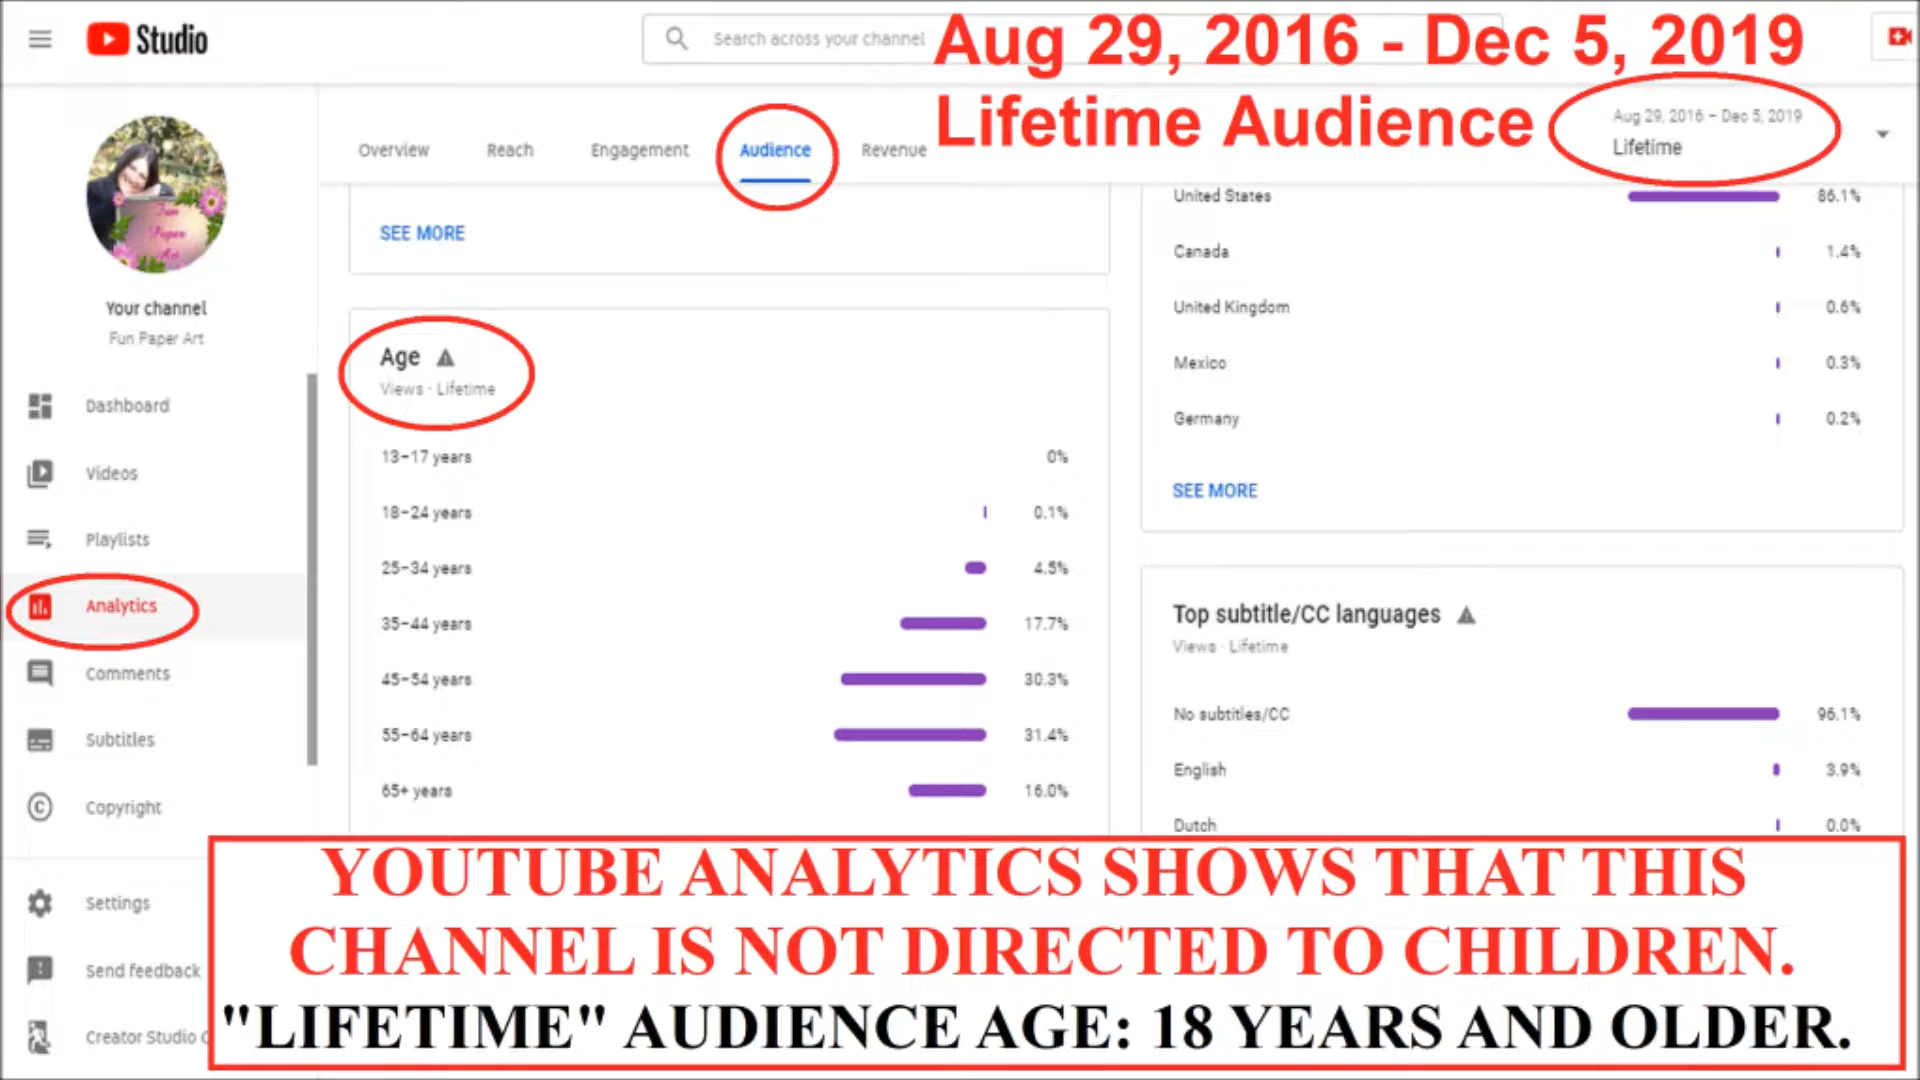 Studio
Search across your channel
Aug 29, 2016 - Dec 5, 2019
Lifetime Audience
Aug 29, 2016 – Dec 5, 2019
Lifetime
Overview
Reach
Engagement
Audience
Revenue
Fun
Paper
Art
Your channel
Fun Paper Art
Dashboard
Videos
Playlists
Analytics
Comments
Subtitles
Copyright
Settings
Send feedback
Creator Studio C
SEE MORE
Age
Views · Lifetime
13–17 years 0%
18–24 years 0.1%
25–34 years 4.5%
35–44 years 17.7%
45–54 years 30.3%
55–64 years 31.4%
65+ years 16.0%
United States 86.1%
Canada 1.4%
United Kingdom 0.6%
Mexico 0.3%
Germany 0.2%
SEE MORE
Top subtitle/CC languages
Views · Lifetime
No subtitles/CC 96.1%
English 3.9%
Dutch 0.0%
YOUTUBE ANALYTICS SHOWS THAT THIS
CHANNEL IS NOT DIRECTED TO CHILDREN.
"LIFETIME" AUDIENCE AGE: 18 YEARS AND OLDER.